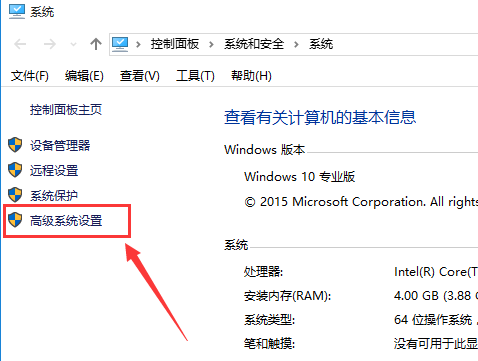 系统
控制面板 系统和安全 系统
文件(F) 编辑(E) 查看(V) 工具(T) 帮助(H)
控制面板主页
设备管理器
远程设置
系统保护
高级系统设置
查看有关计算机的基本信息
Windows 版本
Windows 10 专业版
© 2015 Microsoft Corporation. All rights
系统
处理器: Intel(R) Core(T
安装内存(RAM): 4.00 GB (3.88 G
系统类型: 64 位操作系统，
笔和触摸: 没有可用于此显